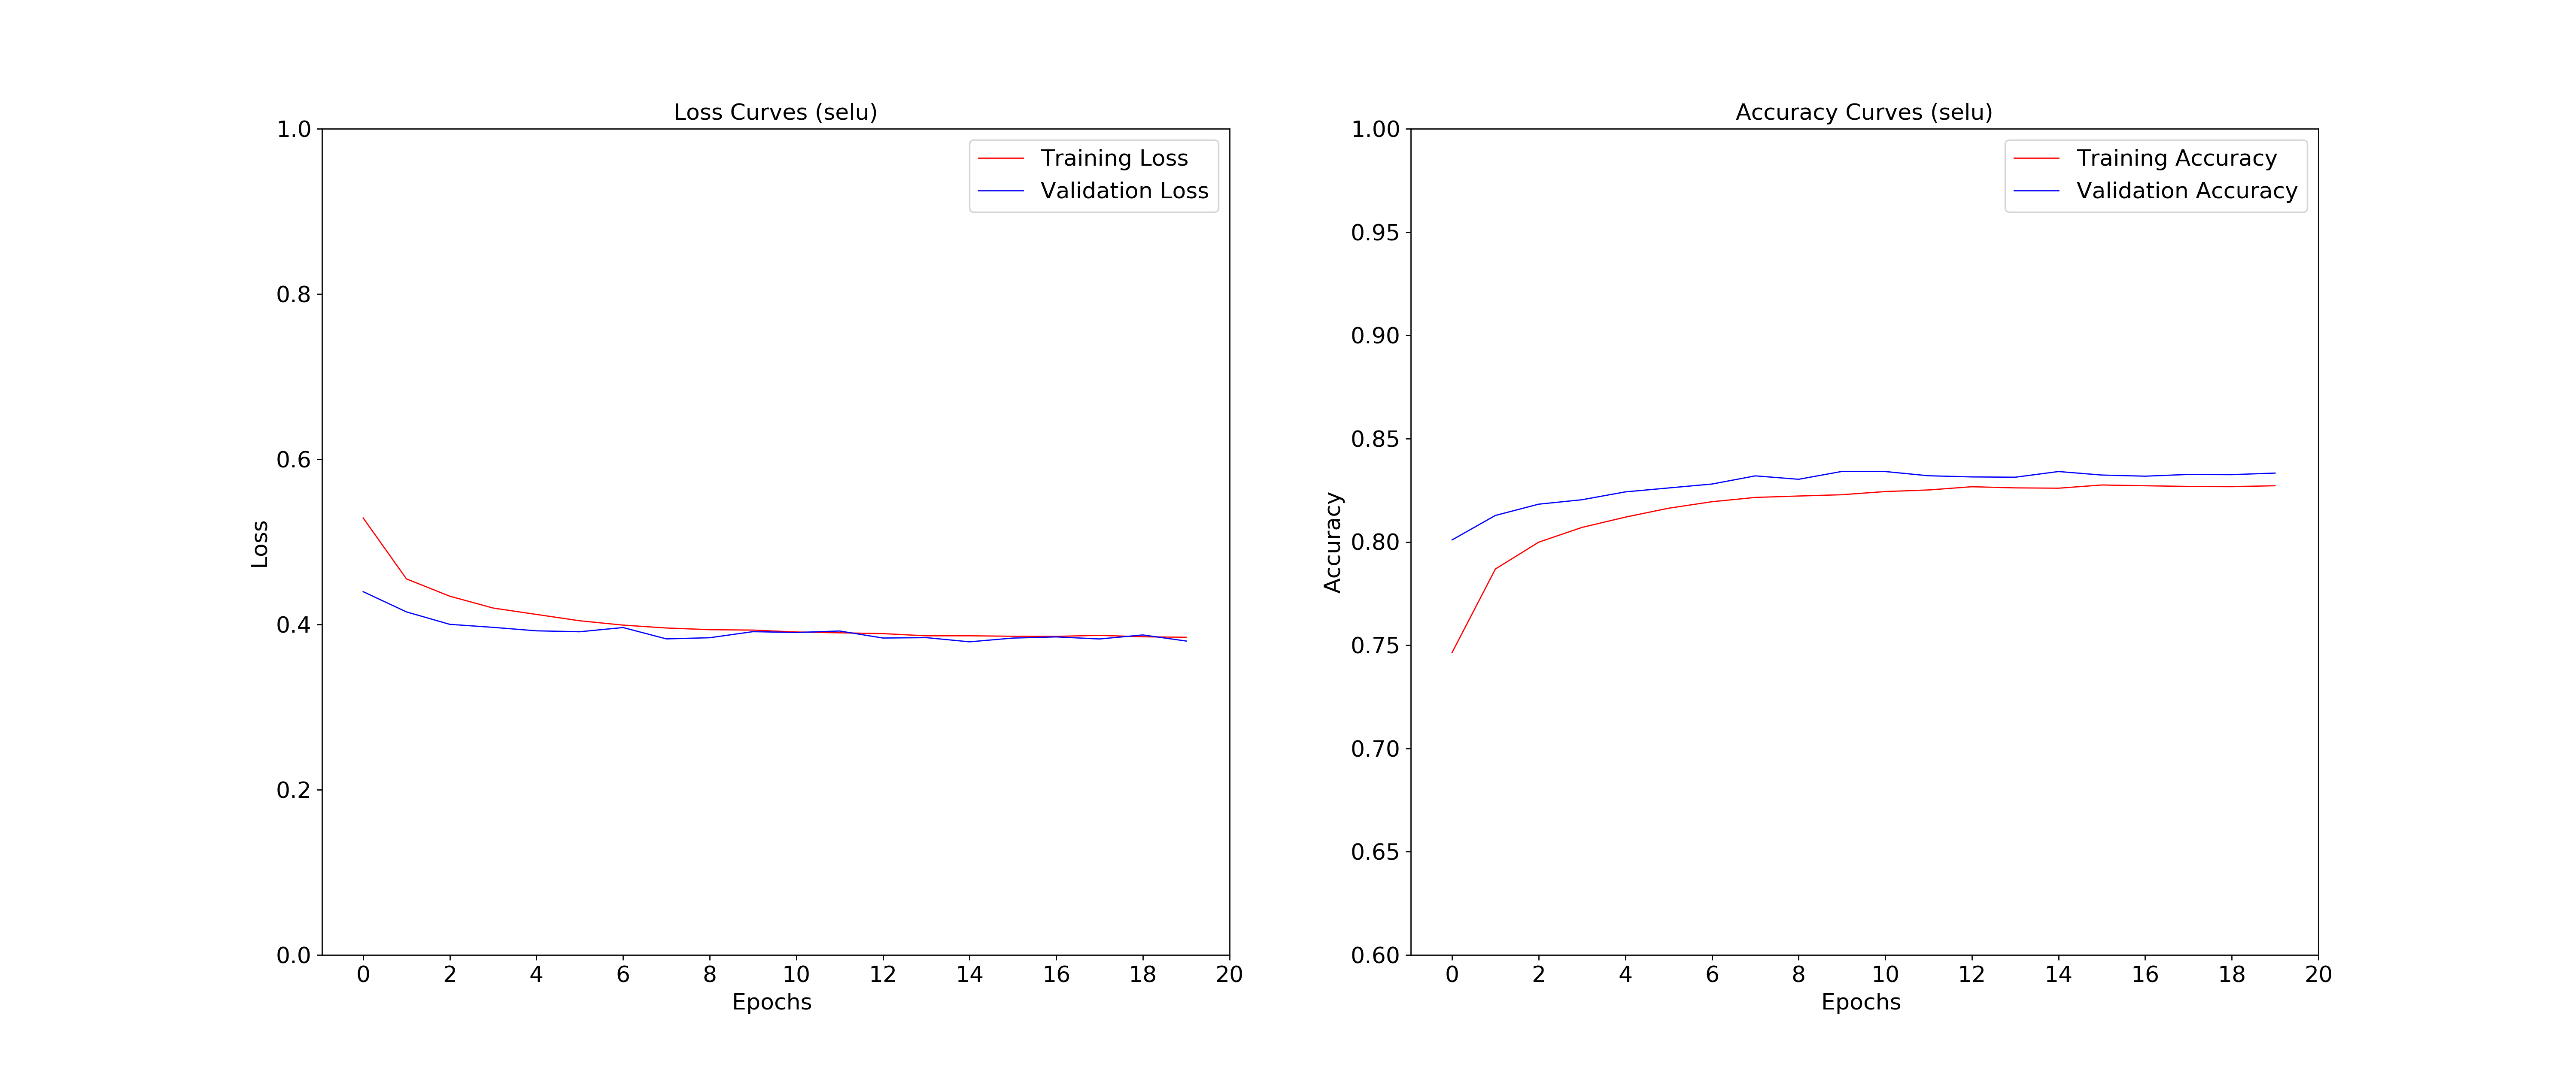 Loss Curves (selu)
1.0
0.8
0.6
0.4
0.2
0.0
Loss
Training Loss
Validation Loss
0 2 4 6 8 10 12 14 16 18 20
Epochs
Accuracy Curves (selu)
1.00
0.95
0.90
0.85
0.80
0.75
0.70
0.65
0.60
Accuracy
Training Accuracy
Validation Accuracy
0 2 4 6 8 10 12 14 16 18 20
Epochs